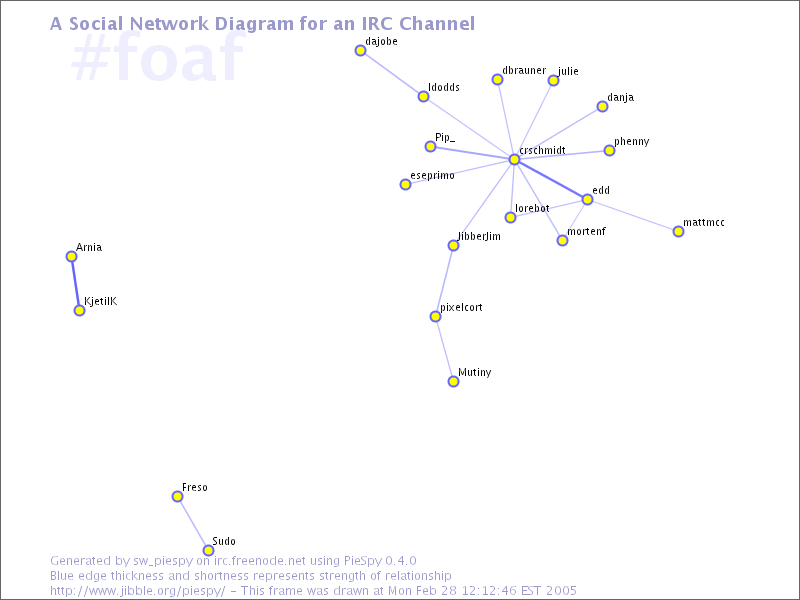 A Social Network Diagram for an IRC Channel
#foaf
dajobe
dbrauner
julie
ldodds
danja
Pip_
phenny
crschmidt
eseprimo
edd
lorebot
mattmcc
mortenf
JibberJim
Arnia
KjetilK
pixelcort
Mutiny
Freso
Sudo
Generated by sw_piespy on irc.freenode.net using PieSpy 0.4.0
Blue edge thickness and shortness represents strength of relationship
http://www.jibble.org/piespy/ - This frame was drawn at Mon Feb 28 12:12:46 EST 2005